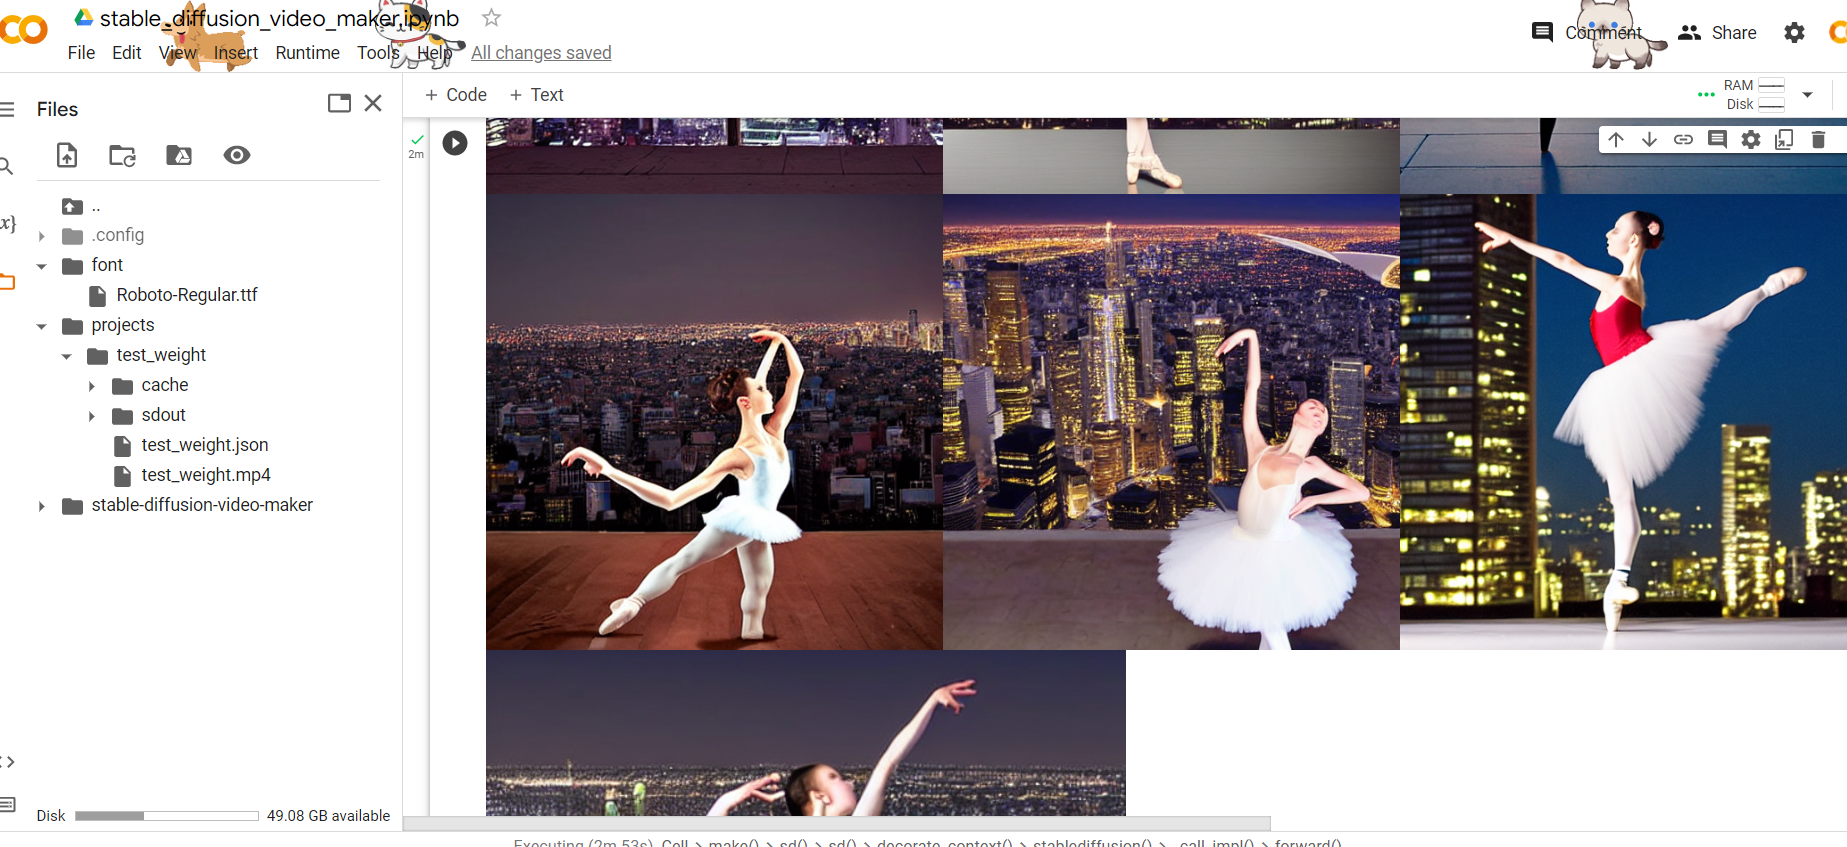 stable_diffusion_video_maker.ipynb
File Edit View Insert Runtime Tools Help All changes saved
Comment Share
Files
+ Code + Text
RAM
Disk
2m
{x}
..
.config
font
Roboto-Regular.ttf
projects
test_weight
cache
sdout
test_weight.json
test_weight.mp4
stable-diffusion-video-maker
Disk 49.08 GB available
Executing (2m 53s) Cell > make() > sd() > sd() > decorate_context() > stablediffusion() > _call_impl() > forward()